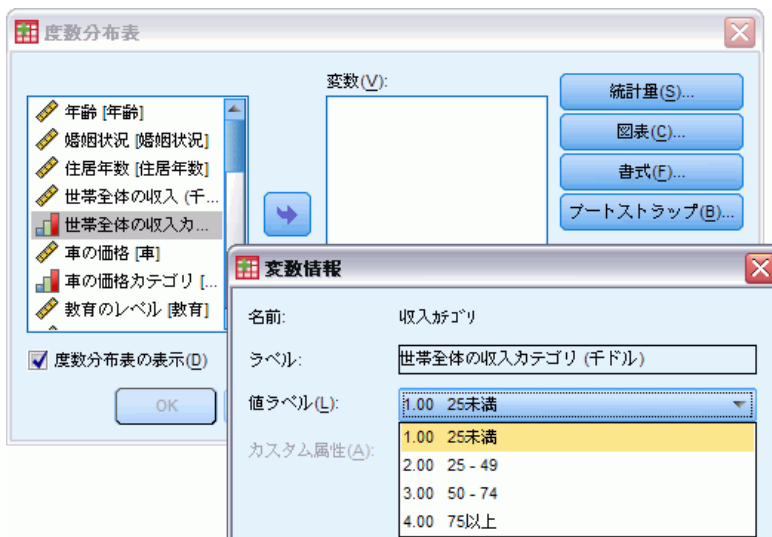 度数分布表
変数(V):
年齢 [年齢]
婚姻状況 [婚姻状況]
住居年数 [住居年数]
世帯全体の収入 (千...
世帯全体の収入カ...
車の価格 [車]
車の価格カテゴリ [...
教育のレベル [教育]
統計量(S)...
図表(C)...
書式(F)...
ブートストラップ(B)...
度数分布表の表示(D)
OK
変数情報
名前: 収入カテゴリ
ラベル: 世帯全体の収入カテゴリ (千ドル)
値ラベル(L): 1.00 25未満
カスタム属性(A): 1.00 25未満
2.00 25 - 49
3.00 50 - 74
4.00 75以上